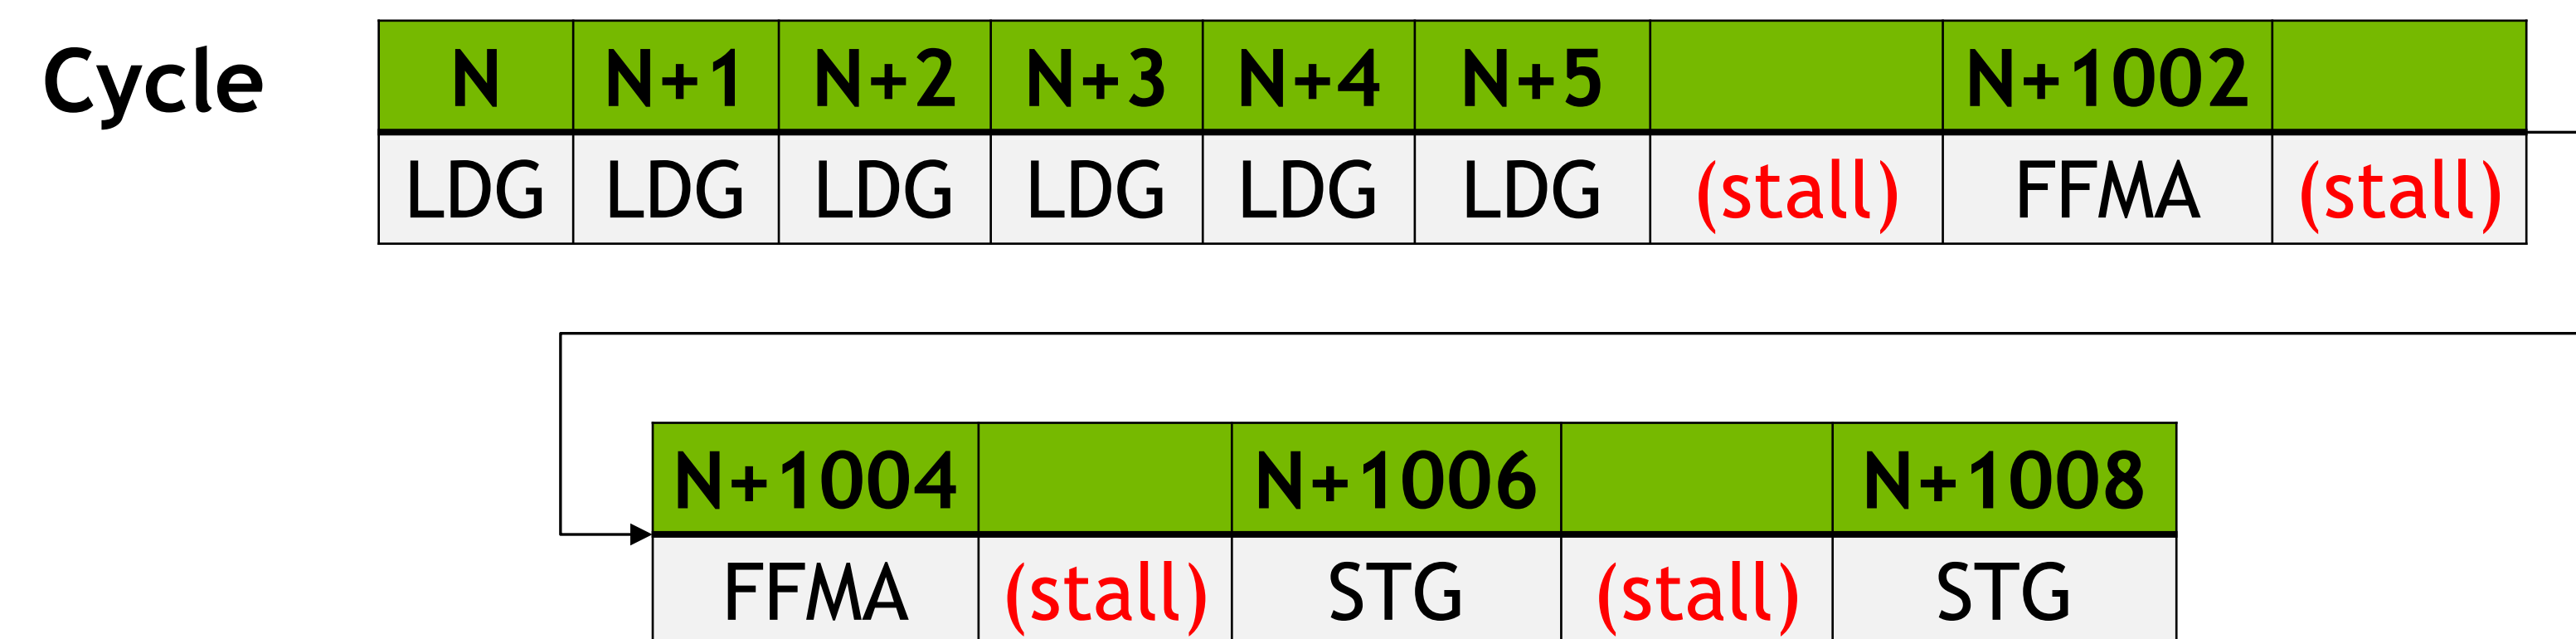 Cycle N N+1 N+2 N+3 N+4 N+5 N+1002
LDG LDG LDG LDG LDG LDG (stall) FFMA (stall)
N+1004 N+1006 N+1008
FFMA (stall) STG (stall) STG